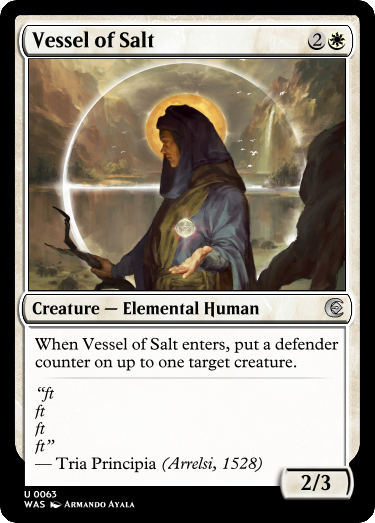 Vessel of Salt 2
Creature — Elemental Human
When Vessel of Salt enters, put a defender
counter on up to one target creature.
“ft
ft
ft
ft”
— Tria Principia (Arrelsi, 1528)
2/3
U 0063
WAS Armando Ayala